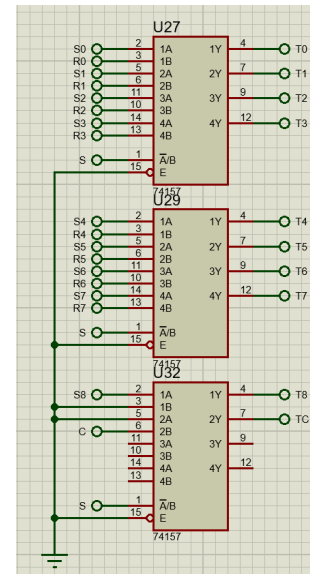 U27
S0 2 1A 1Y 4 T0
R0 3 1B
S1 5 2A 2Y 7 T1
R1 6 2B
S2 11 3A 3Y 9 T2
R2 10 3B
S3 14 4A 4Y 12 T3
R3 13 4B
S 1 A/B
15 E
74157
U29
S4 2 1A 1Y 4 T4
R4 3 1B
S5 5 2A 2Y 7 T5
R5 6 2B
S6 11 3A 3Y 9 T6
R6 10 3B
S7 14 4A 4Y 12 T7
R7 13 4B
S 1 A/B
15 E
74157
U32
S8 2 1A 1Y 4 T8
3 1B
5 2A 2Y 7 TC
C 6 2B
11 3A 3Y 9
10 3B
14 4A 4Y 12
13 4B
S 1 A/B
15 E
74157